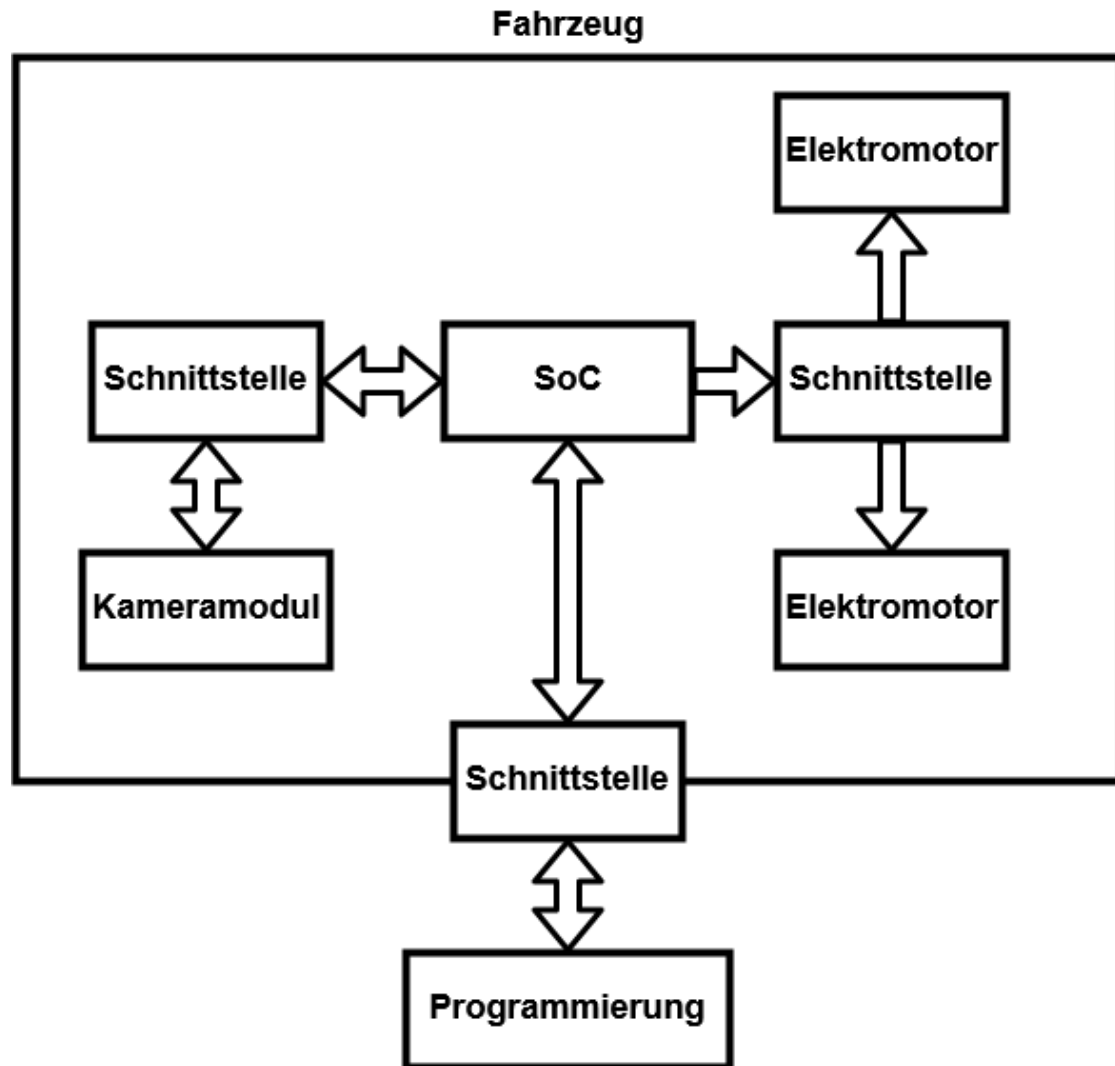 Fahrzeug
Elektromotor
Schnittstelle
SoC
Schnittstelle
Kameramodul
Elektromotor
Schnittstelle
Programmierung